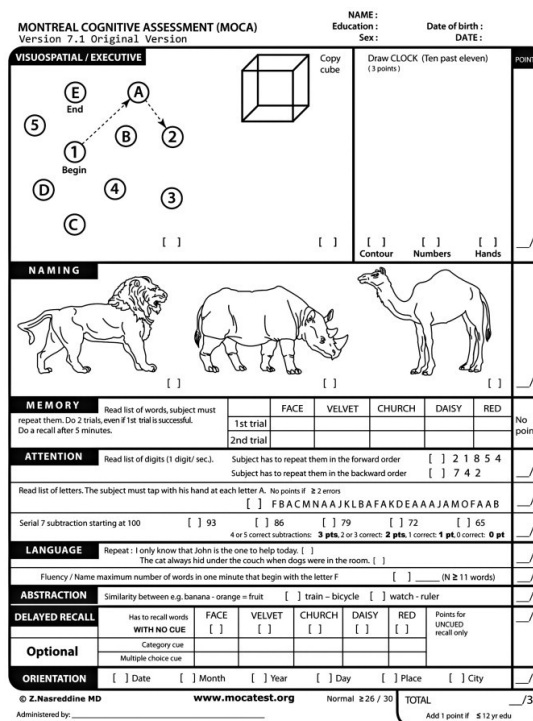 MONTREAL COGNITIVE ASSESSMENT (MOCA)
Version 7.1 Original Version
NAME :
Education :
Sex :
Date of birth :
DATE :
VISUOSPATIAL / EXECUTIVE
E
End
A
5
B
2
1
Begin
D
4
3
C
[ ]
Copy
cube
[ ]
Draw CLOCK (Ten past eleven)
( 3 points )
[ ] [ ] [ ]
Contour Numbers Hands
POINT
__/
NAMING
[ ] [ ] [ ]
__/
MEMORY
Read list of words, subject must
repeat them. Do 2 trials, even if 1st trial is successful.
Do a recall after 5 minutes.
FACE VELVET CHURCH DAISY RED
1st trial
2nd trial
No
poin
ATTENTION
Read list of digits (1 digit/ sec.).
Subject has to repeat them in the forward order [ ] 2 1 8 5 4
Subject has to repeat them in the backward order [ ] 7 4 2
__/
Read list of letters. The subject must tap with his hand at each letter A. No points if ≥ 2 errors
[ ] F B A C M N A A J K L B A F A K D E A A A J A M O F A A B
__/
Serial 7 subtraction starting at 100 [ ] 93 [ ] 86 [ ] 79 [ ] 72 [ ] 65
4 or 5 correct subtractions: 3 pts, 2 or 3 correct: 2 pts, 1 correct: 1 pt, 0 correct: 0 pt
__/
LANGUAGE
Repeat : I only know that John is the one to help today. [ ]
The cat always hid under the couch when dogs were in the room. [ ]
__/
Fluency / Name maximum number of words in one minute that begin with the letter F [ ] _____ (N ≥ 11 words)
__/
ABSTRACTION
Similarity between e.g. banana - orange = fruit [ ] train – bicycle [ ] watch - ruler
__/
DELAYED RECALL
Has to recall words
WITH NO CUE
FACE VELVET CHURCH DAISY RED
[ ] [ ] [ ] [ ] [ ]
Points for
UNCUED
recall only
__/
Optional
Category cue
Multiple choice cue
ORIENTATION
[ ] Date [ ] Month [ ] Year [ ] Day [ ] Place [ ] City
__/
© Z.Nasreddine MD
www.mocatest.org
Normal ≥ 26 / 30
TOTAL
__/3
Administered by:
Add 1 point if ≤ 12 yr edu